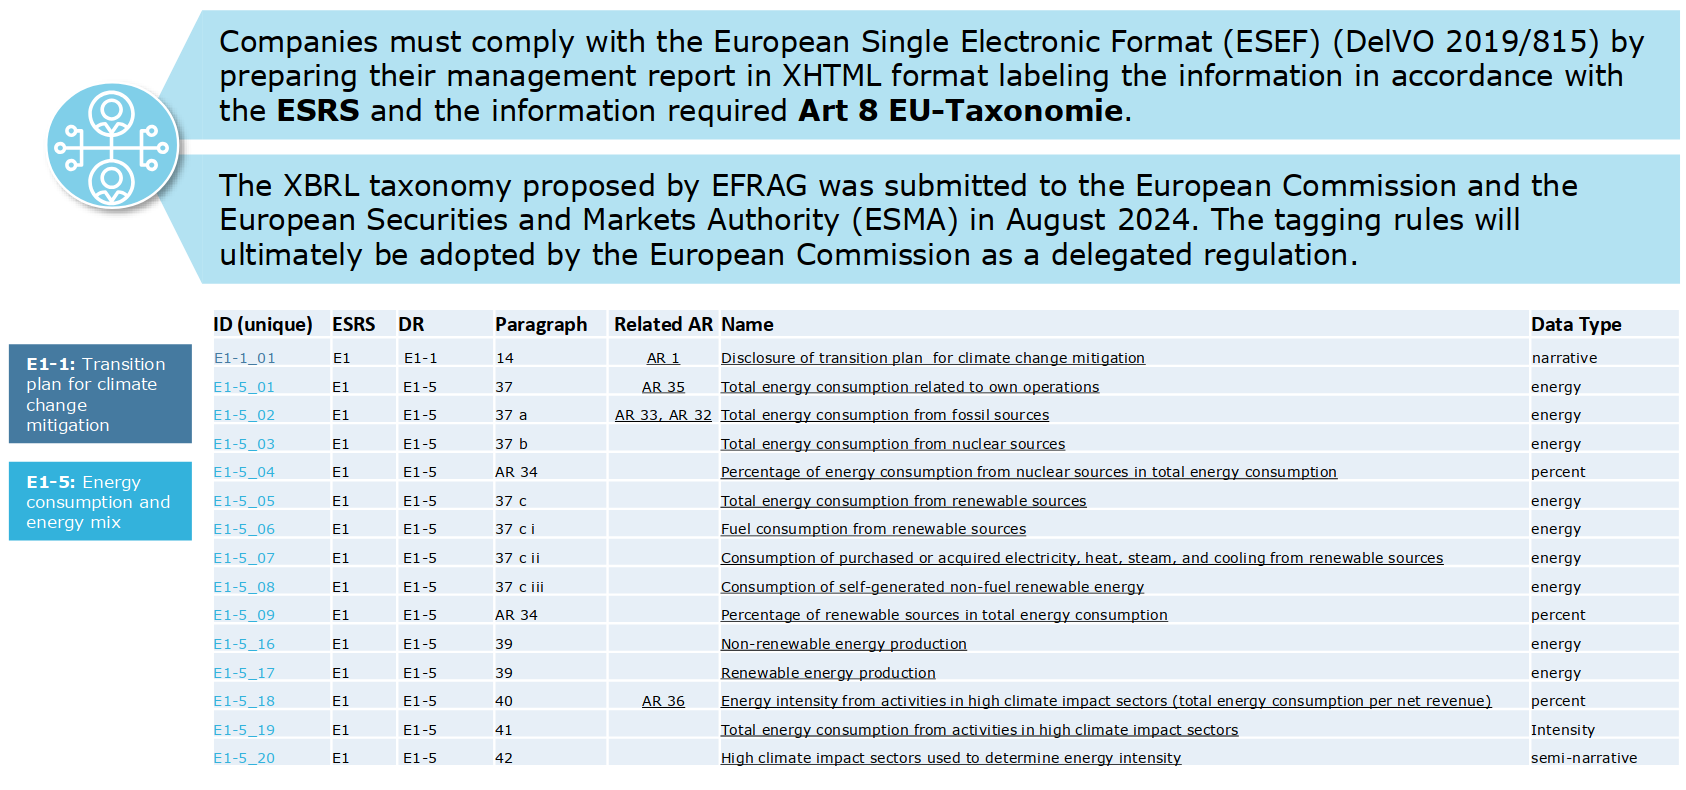 Companies must comply with the European Single Electronic Format (ESEF) (DelVO 2019/815) by
preparing their management report in XHTML format labeling the information in accordance with
the ESRS and the information required Art 8 EU-Taxonomie.
The XBRL taxonomy proposed by EFRAG was submitted to the European Commission and the
European Securities and Markets Authority (ESMA) in August 2024. The tagging rules will
ultimately be adopted by the European Commission as a delegated regulation.
E1-1: Transition
plan for climate
change
mitigation
E1-5: Energy
consumption and
energy mix
ID (unique) ESRS DR Paragraph Related AR Name Data Type
E1-1_01 E1 E1-1 14 AR 1 Disclosure of transition plan for climate change mitigation narrative
E1-5_01 E1 E1-5 37 AR 35 Total energy consumption related to own operations energy
E1-5_02 E1 E1-5 37 a AR 33, AR 32 Total energy consumption from fossil sources energy
E1-5_03 E1 E1-5 37 b Total energy consumption from nuclear sources energy
E1-5_04 E1 E1-5 AR 34 Percentage of energy consumption from nuclear sources in total energy consumption percent
E1-5_05 E1 E1-5 37 c Total energy consumption from renewable sources energy
E1-5_06 E1 E1-5 37 c i Fuel consumption from renewable sources energy
E1-5_07 E1 E1-5 37 c ii Consumption of purchased or acquired electricity, heat, steam, and cooling from renewable sources energy
E1-5_08 E1 E1-5 37 c iii Consumption of self-generated non-fuel renewable energy energy
E1-5_09 E1 E1-5 AR 34 Percentage of renewable sources in total energy consumption percent
E1-5_16 E1 E1-5 39 Non-renewable energy production energy
E1-5_17 E1 E1-5 39 Renewable energy production energy
E1-5_18 E1 E1-5 40 AR 36 Energy intensity from activities in high climate impact sectors (total energy consumption per net revenue) percent
E1-5_19 E1 E1-5 41 Total energy consumption from activities in high climate impact sectors Intensity
E1-5_20 E1 E1-5 42 High climate impact sectors used to determine energy intensity semi-narrative